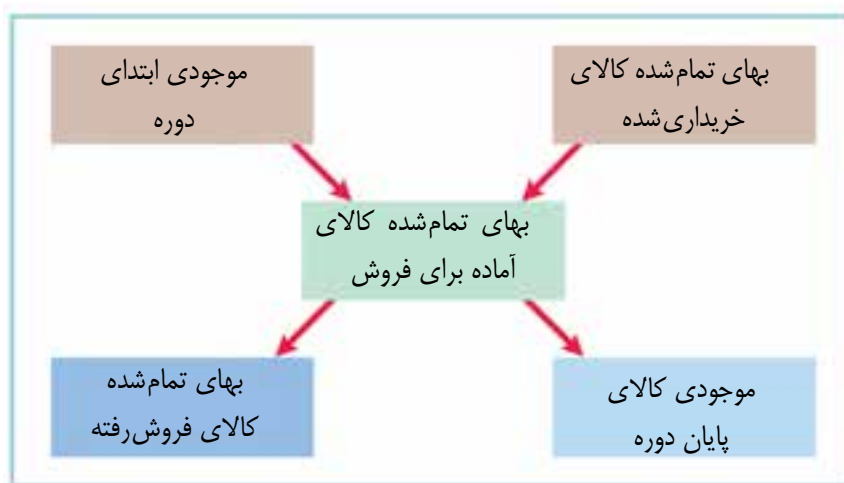 بهای تمام‌شده کالای
خریداری‌شده
موجودی ابتدای
دوره
بهای تمام‌شده کالای
آماده برای فروش
موجودی کالای
پایان دوره
بهای تمام‌شده
کالای فروش‌رفته